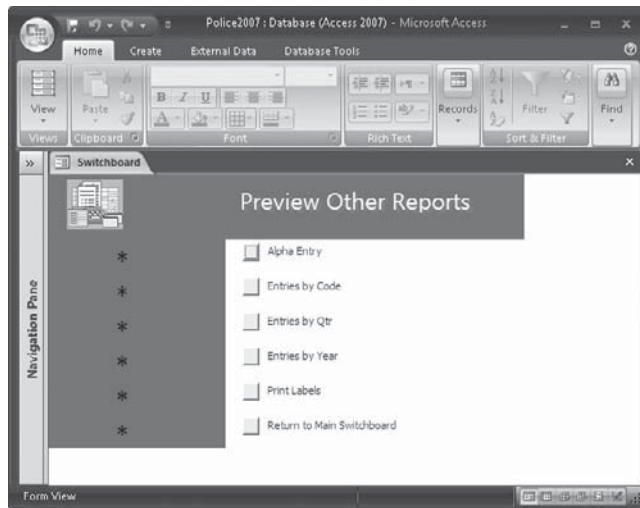 Police2007 : Database (Access 2007) - Microsoft Access
Home Create External Data Database Tools
View
Paste
B I U
A
Records
Filter
Find
Views Clipboard Font Rich Text Sort & Filter
» Switchboard ×
Navigation Pane
Preview Other Reports
* Alpha Entry
* Entries by Code
* Entries by Qtr
* Entries by Year
* Print Labels
* Return to Main Switchboard
Form View